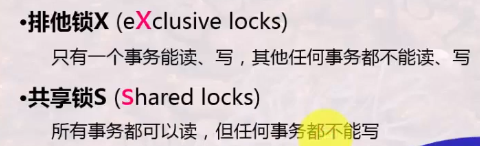 •排他锁X (eXclusive locks)
只有一个事务能读、写，其他任何事务都不能读、写
•共享锁S (Shared locks)
所有事务都可以读，但任何事务都不能写